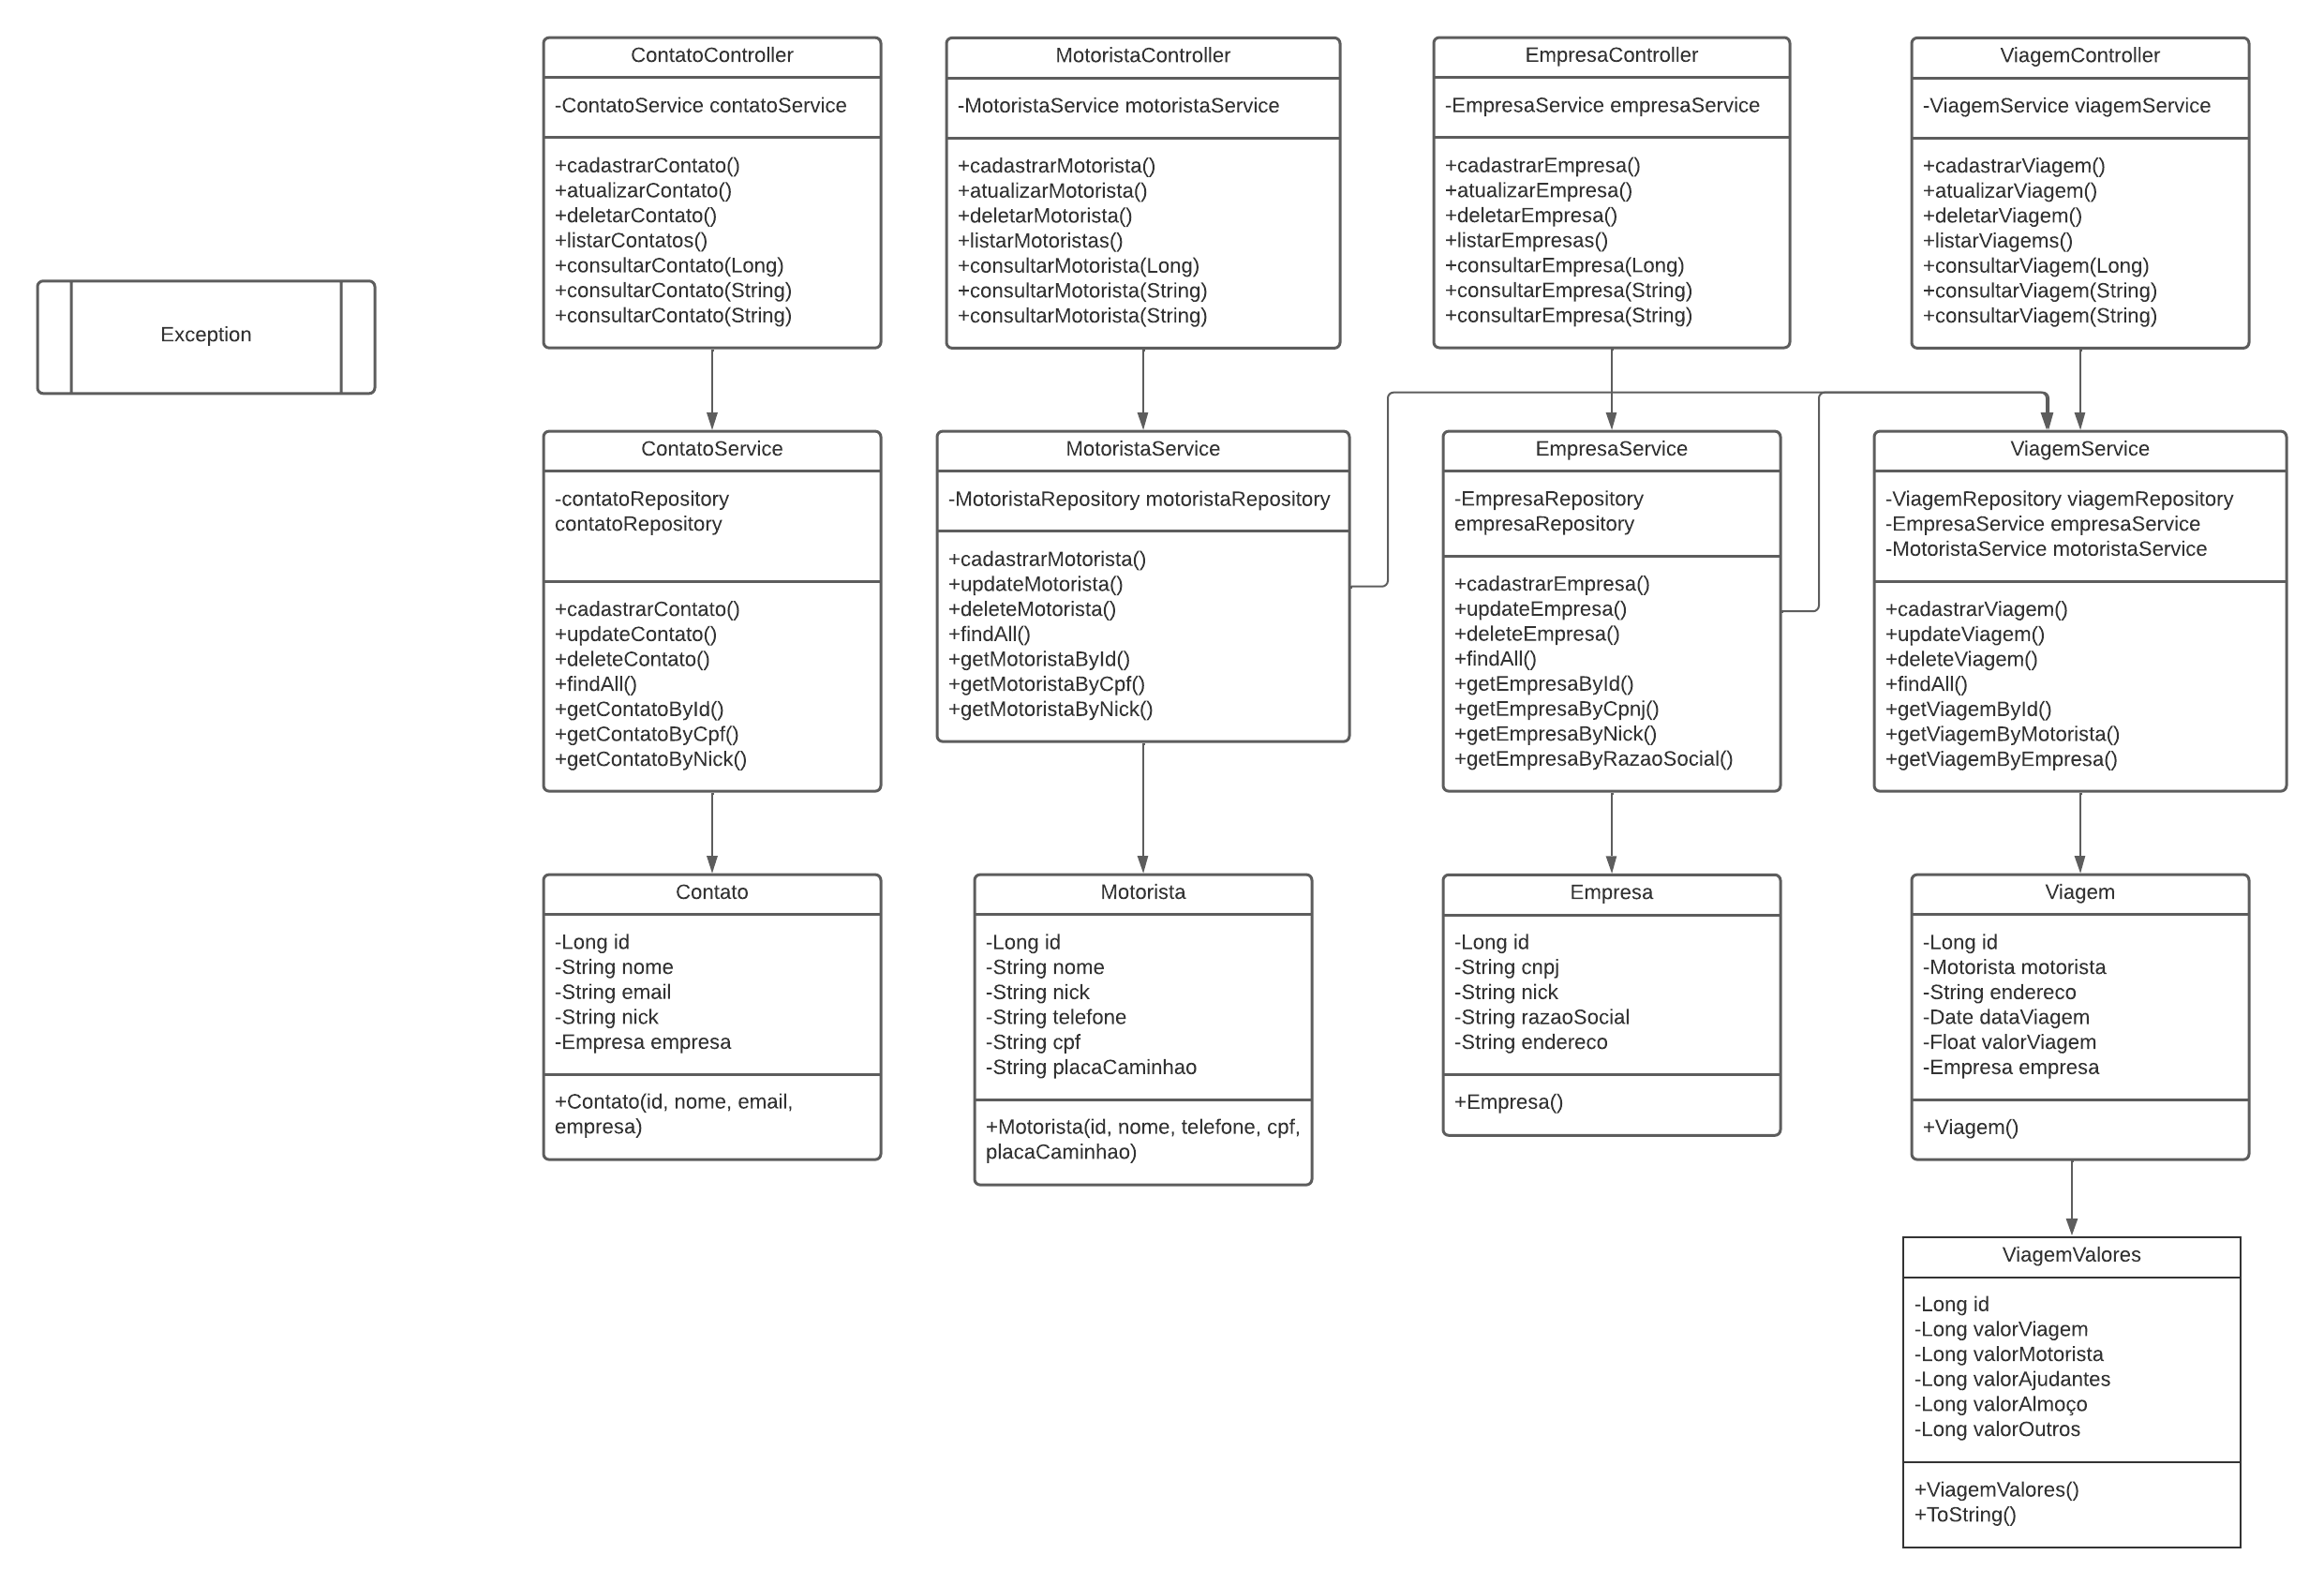 Exception
ContatoController
-ContatoService contatoService
+cadastrarContato()
+atualizarContato()
+deletarContato()
+listarContatos()
+consultarContato(Long)
+consultarContato(String)
+consultarContato(String)
MotoristaController
-MotoristaService motoristaService
+cadastrarMotorista()
+atualizarMotorista()
+deletarMotorista()
+listarMotoristas()
+consultarMotorista(Long)
+consultarMotorista(String)
+consultarMotorista(String)
EmpresaController
-EmpresaService empresaService
+cadastrarEmpresa()
+atualizarEmpresa()
+deletarEmpresa()
+listarEmpresas()
+consultarEmpresa(Long)
+consultarEmpresa(String)
+consultarEmpresa(String)
ViagemController
-ViagemService viagemService
+cadastrarViagem()
+atualizarViagem()
+deletarViagem()
+listarViagems()
+consultarViagem(Long)
+consultarViagem(String)
+consultarViagem(String)
ContatoService
-contatoRepository
contatoRepository
+cadastrarContato()
+updateContato()
+deleteContato()
+findAll()
+getContatoById()
+getContatoByCpf()
+getContatoByNick()
MotoristaService
-MotoristaRepository motoristaRepository
+cadastrarMotorista()
+updateMotorista()
+deleteMotorista()
+findAll()
+getMotoristaById()
+getMotoristaByCpf()
+getMotoristaByNick()
EmpresaService
-EmpresaRepository
empresaRepository
+cadastrarEmpresa()
+updateEmpresa()
+deleteEmpresa()
+findAll()
+getEmpresaById()
+getEmpresaByCpnj()
+getEmpresaByNick()
+getEmpresaByRazaoSocial()
ViagemService
-ViagemRepository viagemRepository
-EmpresaService empresaService
-MotoristaService motoristaService
+cadastrarViagem()
+updateViagem()
+deleteViagem()
+findAll()
+getViagemById()
+getViagemByMotorista()
+getViagemByEmpresa()
Contato
-Long id
-String nome
-String email
-String nick
-Empresa empresa
+Contato(id, nome, email,
empresa)
Motorista
-Long id
-String nome
-String nick
-String telefone
-String cpf
-String placaCaminhao
+Motorista(id, nome, telefone, cpf,
placaCaminhao)
Empresa
-Long id
-String cnpj
-String nick
-String razaoSocial
-String endereco
+Empresa()
Viagem
-Long id
-Motorista motorista
-String endereco
-Date dataViagem
-Float valorViagem
-Empresa empresa
+Viagem()
ViagemValores
-Long id
-Long valorViagem
-Long valorMotorista
-Long valorAjudantes
-Long valorAlmoço
-Long valorOutros
+ViagemValores()
+ToString()